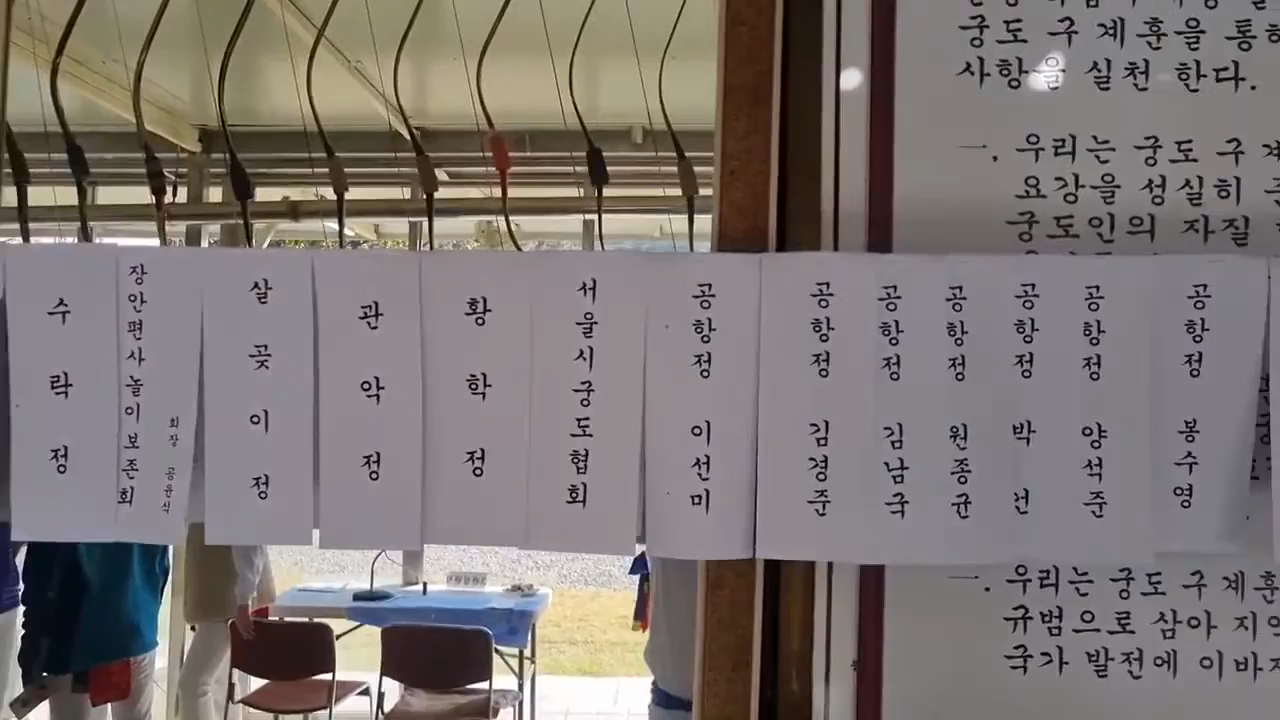 궁도 구 계훈을 통해
사항을 실천 한다.
一. 우리는 궁도 구 계
요강을 성실히
궁도인의 자질
수락정
장안편사놀이보존회
회장 공윤식
살곶이정
관악정
황학정
서울시궁도협회
공항정 이선미
공항정 김경준
공항정 김남국
공항정 원종균
공항정 박 선
공항정 양석준
공항정 봉수영
一. 우리는 궁도 구 계훈
규범으로 삼아 지역
국가 발전에 이바지